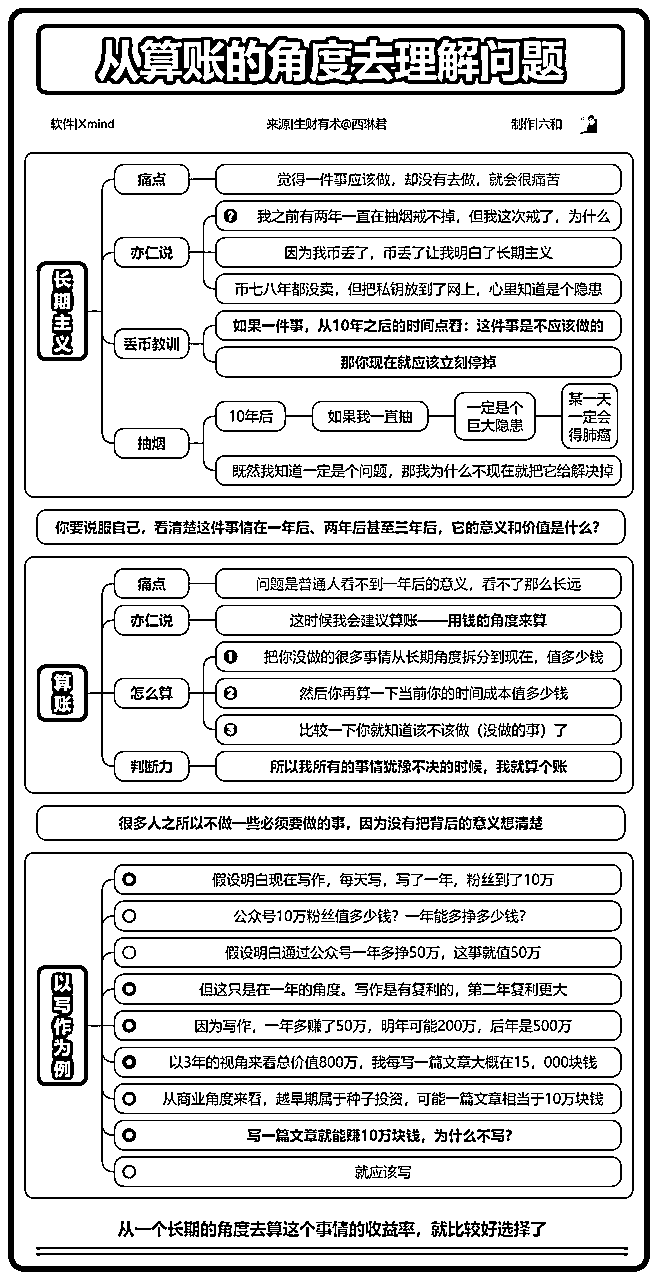 从算账的角度去理解问题
软件|Xmind
来源|生财有术@西琳君
制作|六和
长期主义
痛点
觉得一件事应该做，却没有去做，就会很痛苦
亦仁说
? 我之前有两年一直在抽烟戒不掉，但我这次戒了，为什么
因为我币丢了，币丢了让我明白了长期主义
币七八年都没卖，但把私钥放到了网上，心里知道是个隐患
丢币教训
如果一件事，从10年之后的时间点看：这件事是不应该做的
那你现在就应该立刻停掉
抽烟
10年后
如果我一直抽
一定是个
巨大隐患
某一天
一定会
得肺癌
既然我知道一定是个问题，那我为什么不现在就把它给解决掉
你要说服自己，看清楚这件事情在一年后、两年后甚至三年后，它的意义和价值是什么？
算账
痛点
问题是普通人看不到一年后的意义，看不了那么长远
亦仁说
这时候我会建议算账——用钱的角度来算
怎么算
1 把你没做的很多事情从长期角度拆分到现在，值多少钱
2 然后你再算一下当前你的时间成本值多少钱
3 比较一下你就知道该不该做（没做的事）了
判断力
所以我所有的事情犹豫不决的时候，我就算个账
很多人之所以不做一些必须要做的事，因为没有把背后的意义想清楚
以写作为例
假设明白现在写作，每天写，写了一年，粉丝到了10万
公众号10万粉丝值多少钱？一年能多挣多少钱？
假设明白通过公众号一年多挣50万，这事就值50万
但这只是在一年的角度。写作是有复利的，第二年复利更大
因为写作，一年多赚了50万，明年可能200万，后年是500万
以3年的视角来看总价值800万，我每写一篇文章大概在15，000块钱
从商业角度来看，越早期属于种子投资，可能一篇文章相当于10万块钱
写一篇文章就能赚10万块钱，为什么不写？
就应该写
从一个长期的角度去算这个事情的收益率，就比较好选择了